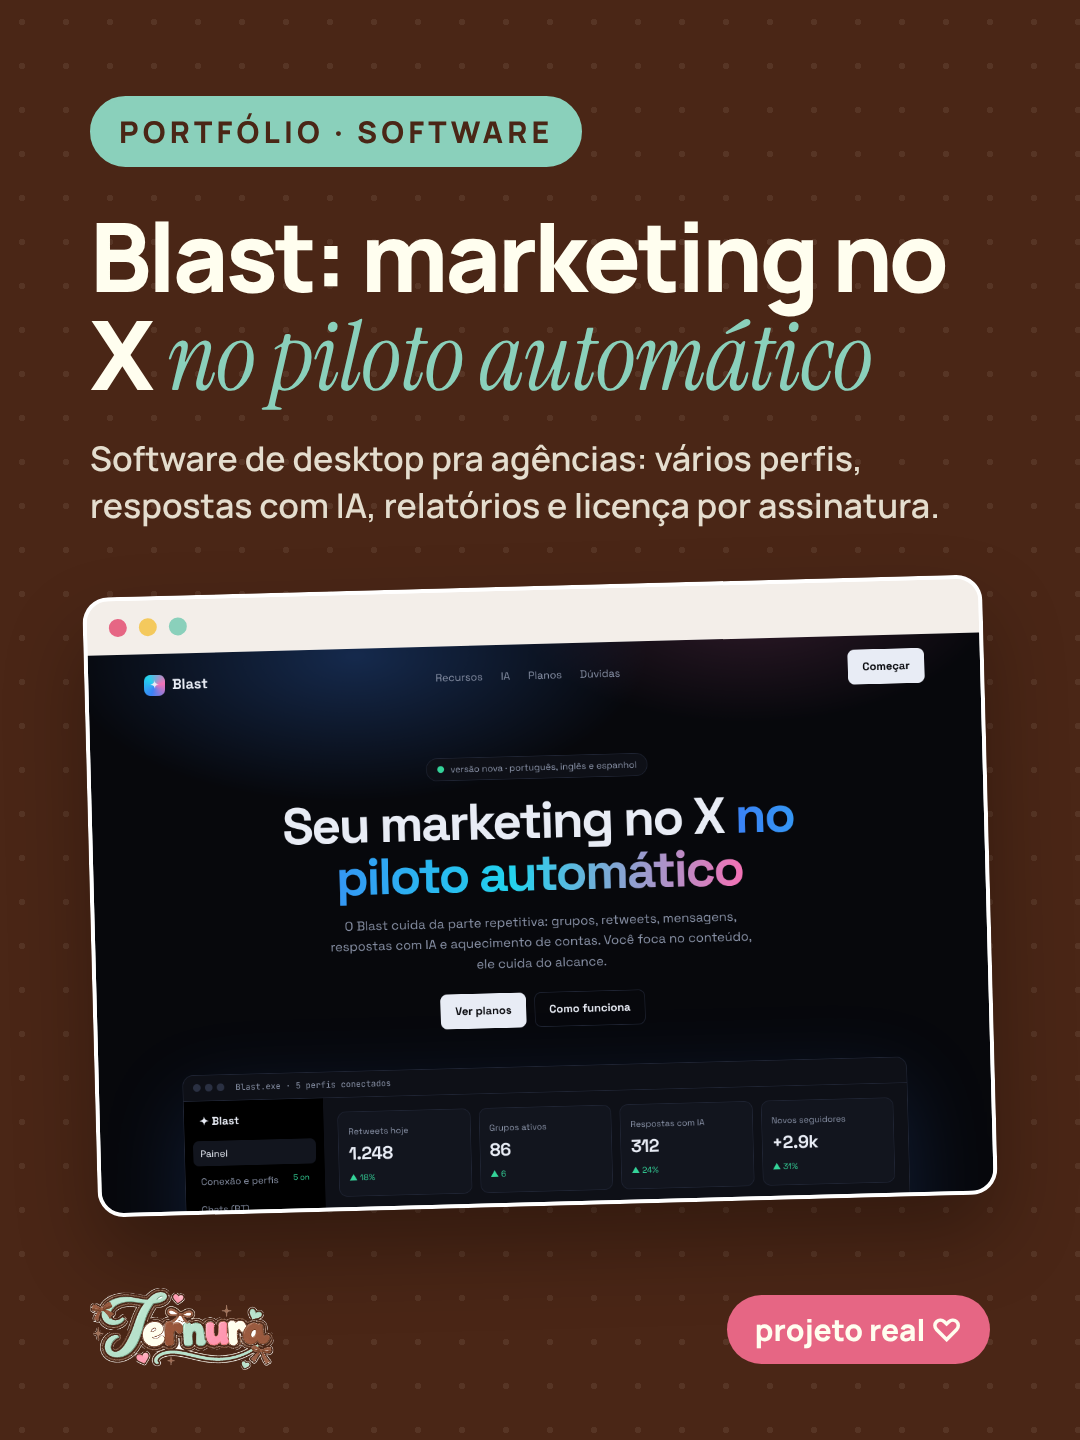 PORTFÓLIO · SOFTWARE
Blast: marketing no
X no piloto automático
Software de desktop pra agências: vários perfis,
respostas com IA, relatórios e licença por assinatura.
Blast
Recursos IA Planos Dúvidas
Começar
versão nova · português, inglês e espanhol
Seu marketing no X no
piloto automático
O Blast cuida da parte repetitiva: grupos, retweets, mensagens,
respostas com IA e aquecimento de contas. Você foca no conteúdo,
ele cuida do alcance.
Ver planos Como funciona
Blast.exe · 5 perfis conectados
Blast
Painel
Conexão e perfis 5 on
Chats (RT)
Retweets hoje
1.248
▲ 18%
Grupos ativos
86
▲ 6
Respostas com IA
312
▲ 24%
Novos seguidores
+2.9k
▲ 31%
Ternura
projeto real ♡